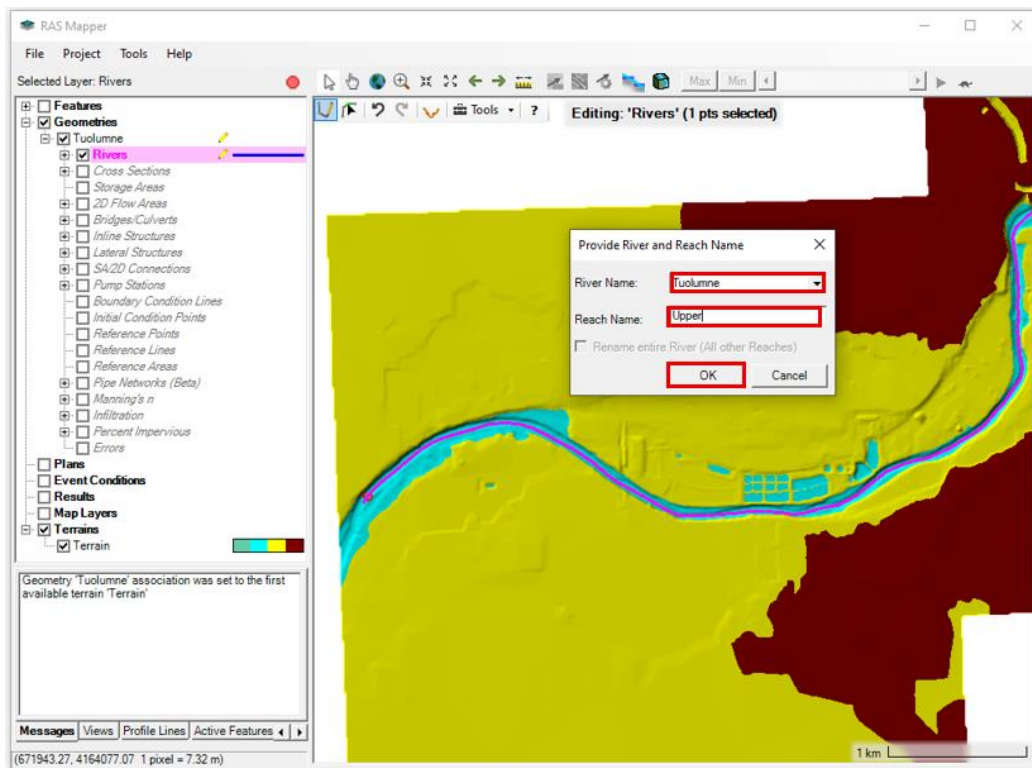 RAS Mapper
File Project Tools Help
Selected Layer: Rivers
Max Min
Tools ? Editing: 'Rivers' (1 pts selected)
Features
Geometries
Tuolumne
Rivers
Cross Sections
Storage Areas
2D Flow Areas
Bridges/Culverts
Inline Structures
Lateral Structures
SA/2D Connections
Pump Stations
Boundary Condition Lines
Initial Condition Points
Reference Points
Reference Lines
Reference Areas
Pipe Networks (Beta)
Manning's n
Infiltration
Percent Impervious
Errors
Plans
Event Conditions
Results
Map Layers
Terrains
Terrain
Provide River and Reach Name
River Name: Tuolumne
Reach Name: Upper
Rename entire River (All other Reaches)
OK Cancel
Geometry 'Tuolumne' association was set to the first
available terrain 'Terrain'
Messages Views Profile Lines Active Features
1 km
(671943.27, 4164077.07 1 pixel = 7.32 m)